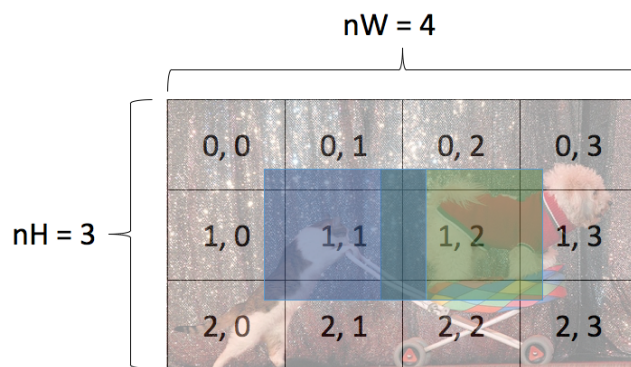 nW = 4
0, 0 0, 1 0, 2 0, 3
nH = 3
1, 0 1, 1 1, 2 1, 3
2, 0 2, 1 2, 2 2, 3